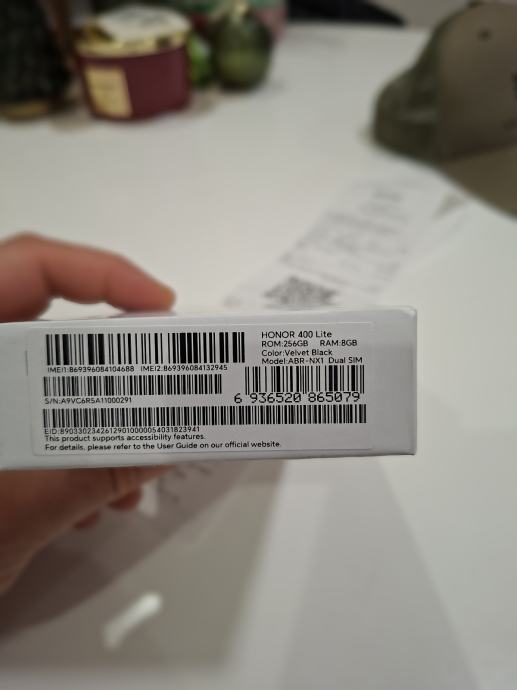 HONOR 400 Lite
ROM:256GB RAM:8GB
Color:Velvet Black
Model:ABR-NX1 Dual SIM
IMEI1:869396084104688 IMEI2:869396084132945
S/N:A9VC6R5A11000291
6 936520 865079
EID:89033023426129010000054031823941
This product supports accessibility features.
For details, please refer to the User Guide on our official website.